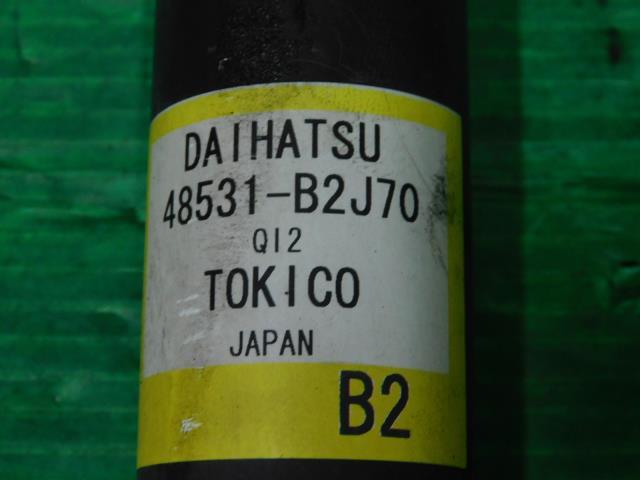 DAIHATSU
48531-B2J70
QI2
TOKICO
JAPAN
B2